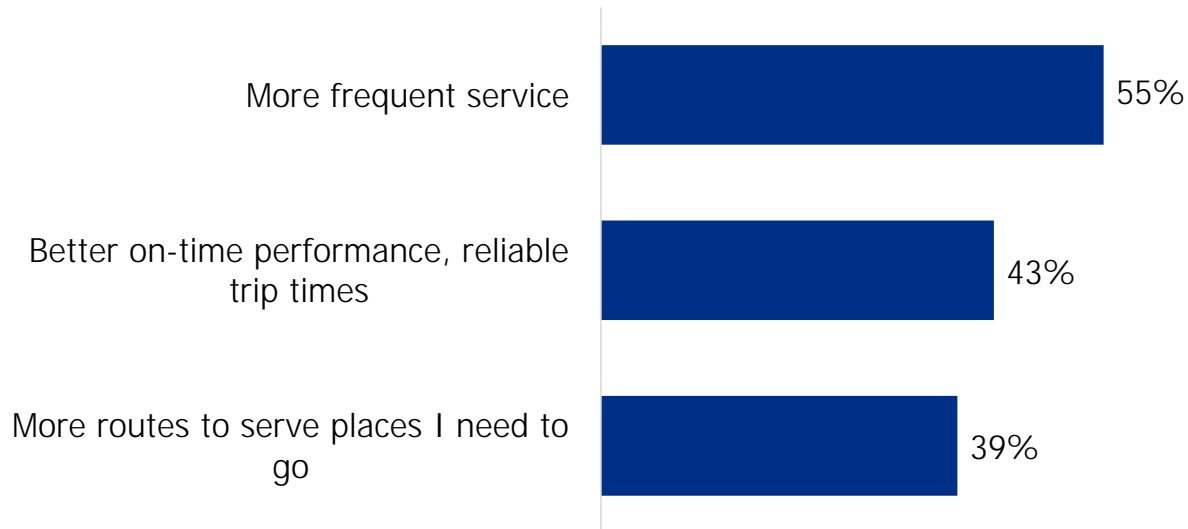 More frequent service
55%
Better on-time performance, reliable
trip times
43%
More routes to serve places I need to
go
39%